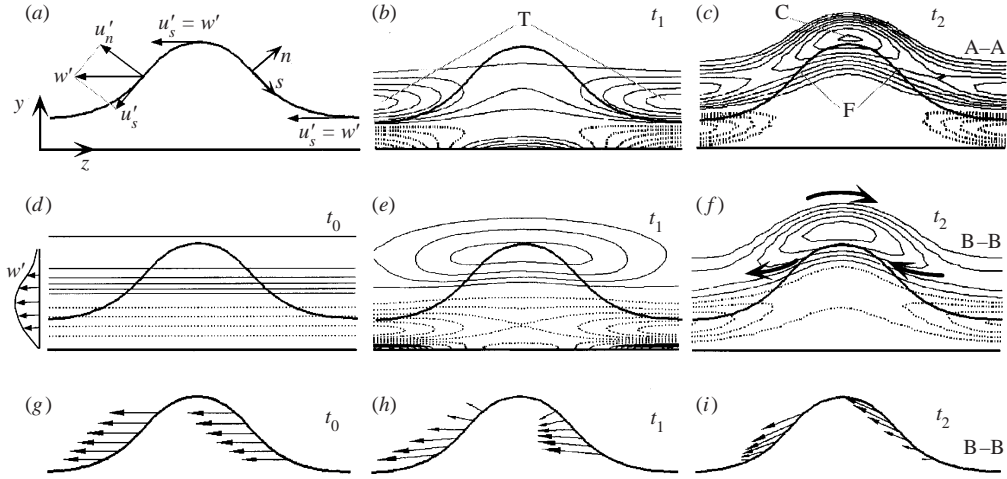 (a)
u'n
u's = w'
n
w'
s
u's
y
u's = w'
z
(b)
T
t1
(c)
C
t2
A–A
F
(d)
t0
w'
(e)
t1
(f)
t2
B–B
(g)
t0
(h)
t1
(i)
t2
B–B